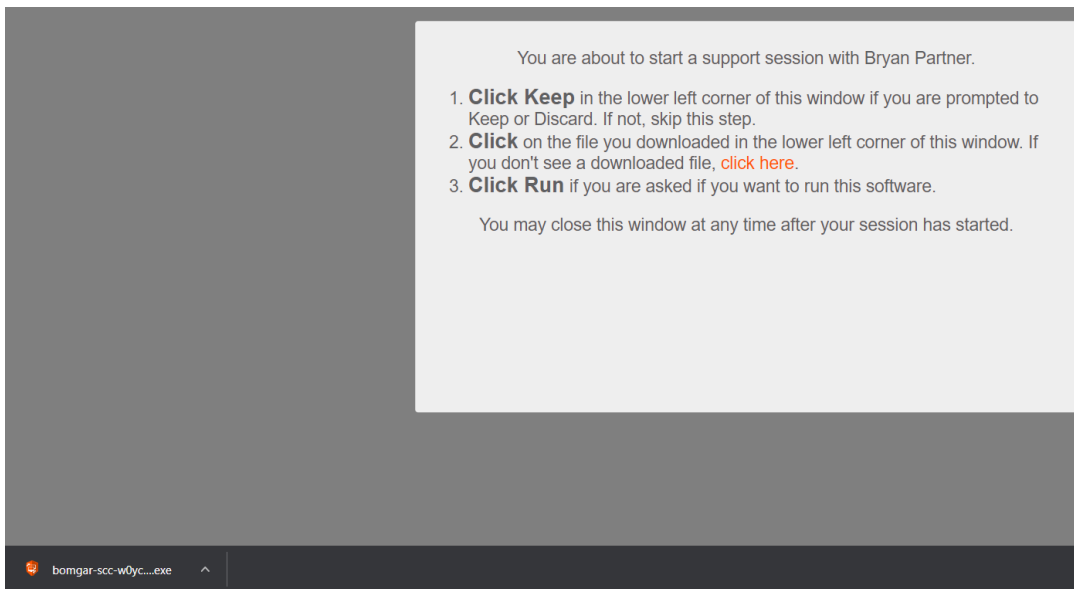 You are about to start a support session with Bryan Partner.
1. Click Keep in the lower left corner of this window if you are prompted to
Keep or Discard. If not, skip this step.
2. Click on the file you downloaded in the lower left corner of this window. If
you don't see a downloaded file, click here.
3. Click Run if you are asked if you want to run this software.
You may close this window at any time after your session has started.
bomgar-scc-w0yc....exe